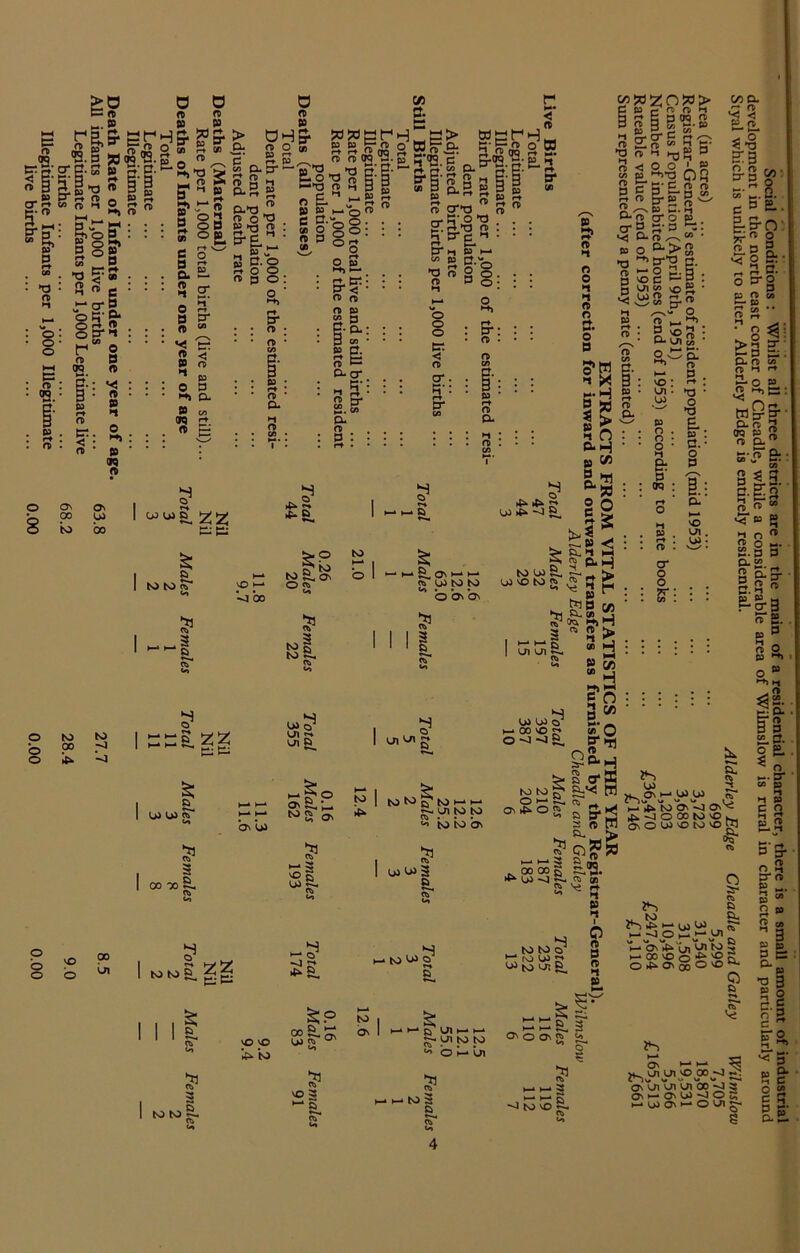 Social Conditions : Whilst all three districts are in the main of a residential character, there is a small amount of industrial
development in the north east corner of Cheadle, while a considerable area of Wilmslow is rural in character and particularly around
Styal which is unlikely to alter. Alderley Edge is entirely residential.
Alderley Edge Cheadle and Gatley Wilmslow
Area (in acres) ... 699 5,299 7,705
Registrar-General's estimate of resident population (mid 1953) ... 3,722 31,540 18,870
Census Population (April 9th, 1951) ... 3,689 31,508 19,531
Number of inhabited houses (end of 1953) according to rate books 1,203 10,496 5,566
Rateable value (end of 1953) ... £36,470 £247,684 £165,513
Sum represented by a penny rate (estimated) ... £146 £1,110 £661
EXTRACTS FROM VITAL STATISTICS OF THE YEAR
(after correction for inward and outward transfers as furnished by the Registrar-General).
Alderley Edge Cheadle and Gatley Wilmslow
Live Births Total Males Females Total Males Females Total Males Females
Total ... 47 32 15 397 210 187 235 116 119
Legitimate ... 44 29 15 387 204 183 222 110 112
Illegitimate ... 3 3 — 10 6 4 13 6 7
Birth rate per 1,000 of the estimated resi-
dent population ... 12.6 12.6 12.5
Adjusted birth rate ... 12.6 12.2 12.1
Illegitimate births per 1,000 live births ... 63.0 25.2 55.0
Still Births Total Males Females Total Males Females Total Males Females
Total ... 1 1 — 5 2 3 3 1 2
Legitimate ... 1 1 — 5 2 3 2 1 1
Illegitimate ... — — — — — — 1 — 1
Rate per 1,000 total live and still births ... 21.0 12.4 12.6
Rate per 1,000 of the estimated resident
population ... 0.26 0.16 0.16
Deaths (all causes) Total Males Females Total Males Females Total Males Females
Total ... 44 20 22 355 162 193 174 83 91
Death rate per 1,000 of the estimated resi-
dent population ... 11.8 11.3 9.2
Adjusted death rate ... 9.7 11.6 9.4
Deaths (Maternal) ... Nil Nil Nil
Rate per 1,000 total births (live and still)... Nil Nil Nil
Deaths of Infants under one year of age Total Males Females Total Males Females Total Males Females
Total ... 3 2 1 11 3 8 2 — 2
Legitimate ... 3 2 1 11 3 8 2 — 2
Illegitimate ... — — — — — — — — —
Death Rate of Infants under one year of age.
All infants per 1,000 live births ... 63.8 27.7 8.5
Legitimate Infants per 1,000 Legitimate live
births ... 68.2 28.4 9.0
Illegitimate Infants per 1,000 Illegitimate
live births ... 0.00 0.00 0.00
4